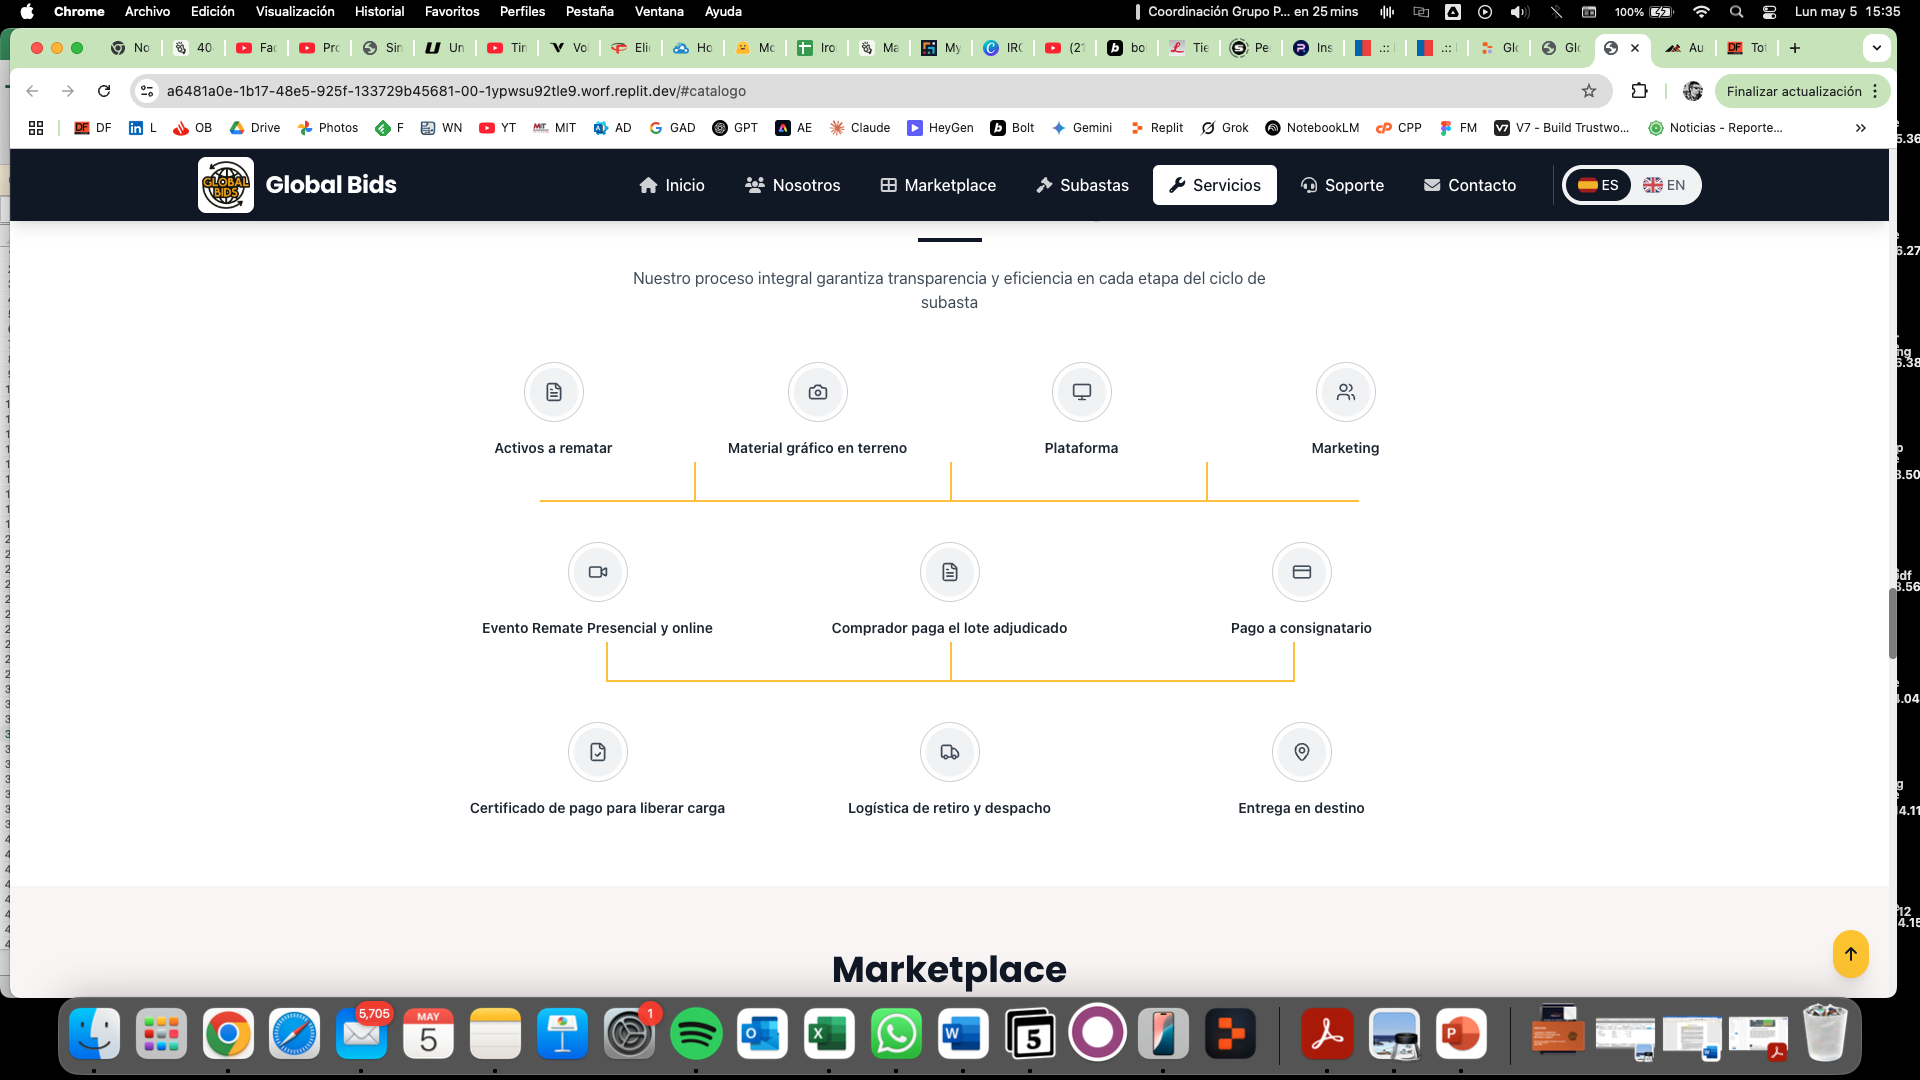 Chrome Archivo Edición Visualización Historial Favoritos Perfiles Pestaña Ventana Ayuda Coordinación Grupo P... en 25 mins 100% Lun may 5 15:35
No 40 Fac Pro Sin Un Tin Vo Elic Ho Mo Iro Ma My IRC (21 bo Tie Pe Ins .:: .:: Glo Glo Au To
a6481a0e-1b17-48e5-925f-133729b45681-00-1ypwsu92tle9.worf.replit.dev/#catalogo Finalizar actualización
DF L OB Drive Photos F WN YT MIT AD GAD GPT AE Claude HeyGen Bolt Gemini Replit Grok NotebookLM CPP FM V7 - Build Trustwo... Noticias - Reporte...
GLOBAL BIDS Global Bids Inicio Nosotros Marketplace Subastas Servicios Soporte Contacto ES EN
Nuestro proceso integral garantiza transparencia y eficiencia en cada etapa del ciclo de
subasta
Activos a rematar Material gráfico en terreno Plataforma Marketing
Evento Remate Presencial y online Comprador paga el lote adjudicado Pago a consignatario
Certificado de pago para liberar carga Logística de retiro y despacho Entrega en destino
Marketplace
5,705 MAY 5 1 5